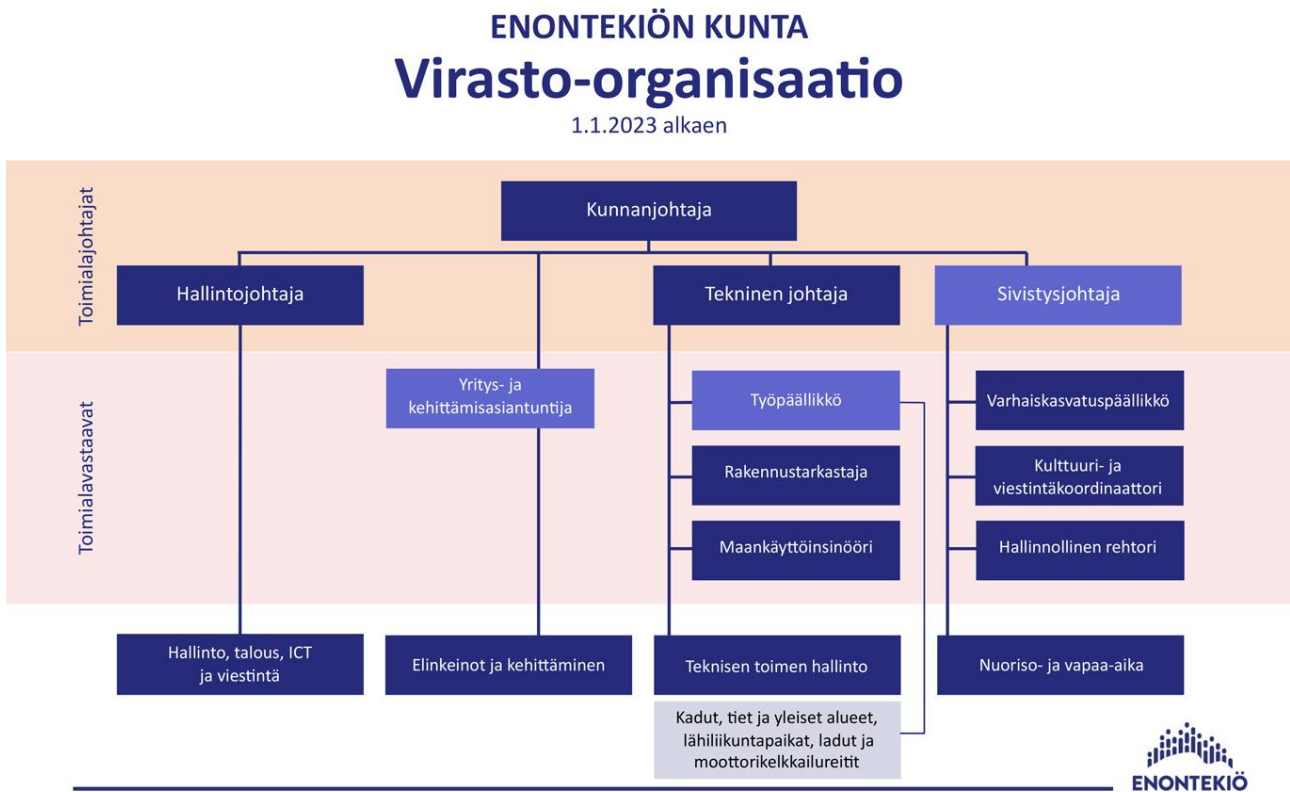 ENONTEKIÖN KUNTA
Virasto-organisaatio
1.1.2023 alkaen
Toimialajohtajat
Kunnanjohtaja
Hallintojohtaja
Tekninen johtaja
Sivistysjohtaja
Toimialavastaavat
Yritys- ja
kehittämisasiantuntija
Työpäällikkö
Varhaiskasvatuspäällikkö
Rakennustarkastaja
Kulttuuri- ja
viestintäkoordinaattori
Maankäyttöinsinööri
Hallinnollinen rehtori
Hallinto, talous, ICT
ja viestintä
Elinkeinot ja kehittäminen
Teknisen toimen hallinto
Nuoriso- ja vapaa-aika
Kadut, tiet ja yleiset alueet,
lähiliikuntapaikat, ladut ja
moottorikelkkailureitit
ENONTEKIÖ